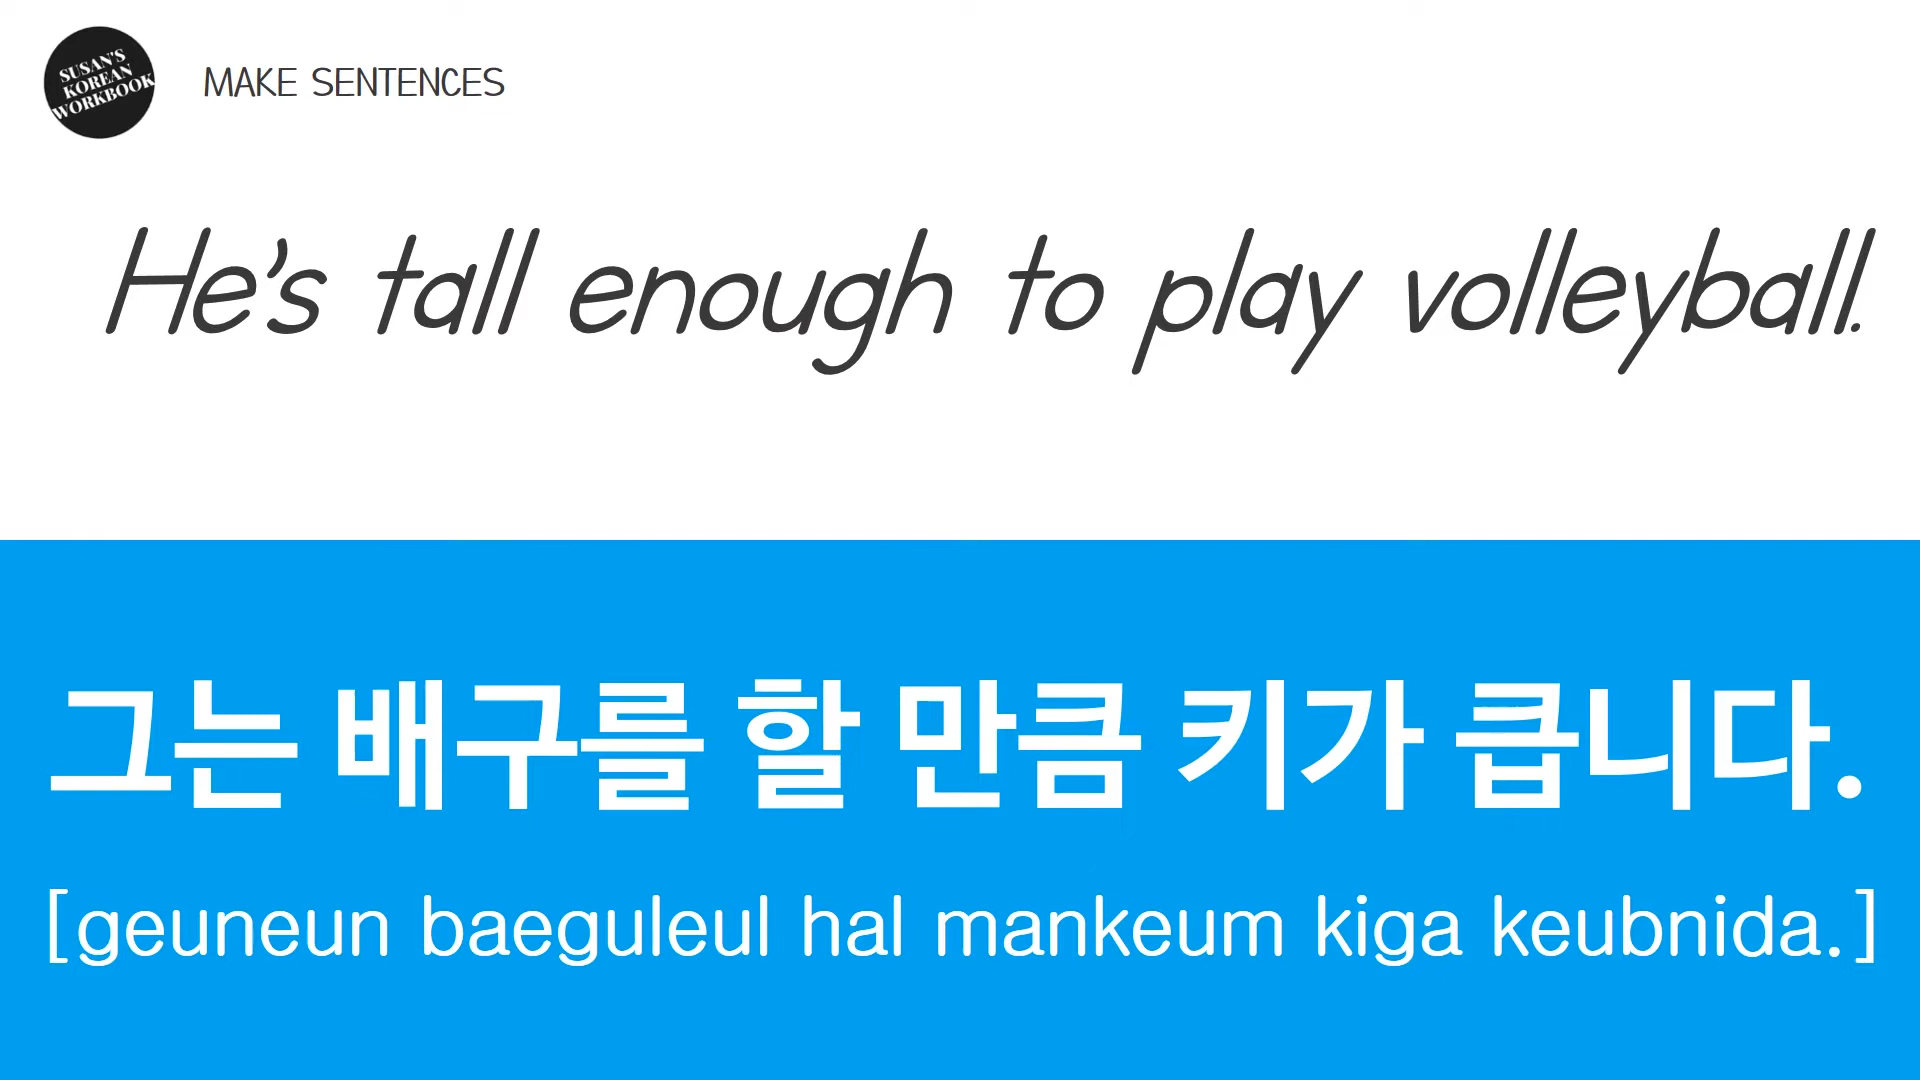 SUSAN'S
KOREAN
WORKBOOK
MAKE SENTENCES
He's tall enough to play volleyball.
그는 배구를 할 만큼 키가 큽니다.
[geuneun baeguleul hal mankeum kiga keubnida.]